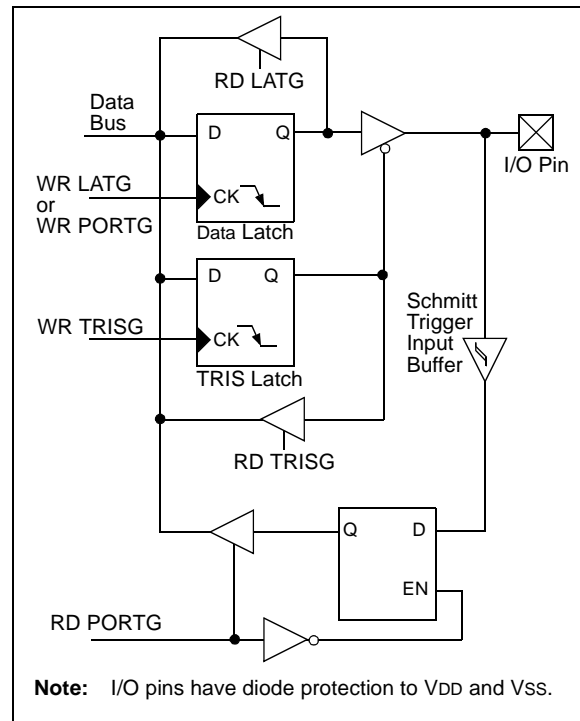 RD LATG
Data
Bus
D Q
I/O Pin
WR LATG
or
WR PORTG
CK
Data Latch
D Q
WR TRISG
CK
TRIS Latch
Schmitt
Trigger
Input
Buffer
RD TRISG
Q D
EN
RD PORTG
Note: I/O pins have diode protection to VDD and VSS.